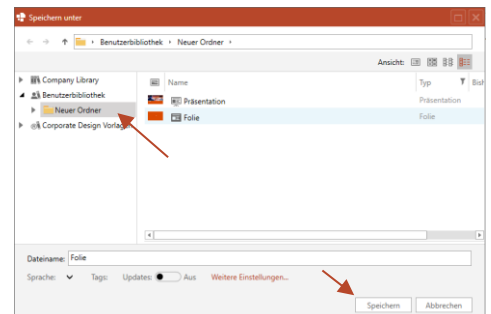 Speichern unter
Benutzerbibliothek › Neuer Ordner ›
Ansicht:
Company Library
Benutzerbibliothek
Neuer Ordner
Corporate Design Vorlagen
Name Typ
Präsentation Präsentation
Folie Folie
Dateiname: Folie
Sprache: Tags: Updates: Aus Weitere Einstellungen...
Speichern Abbrechen